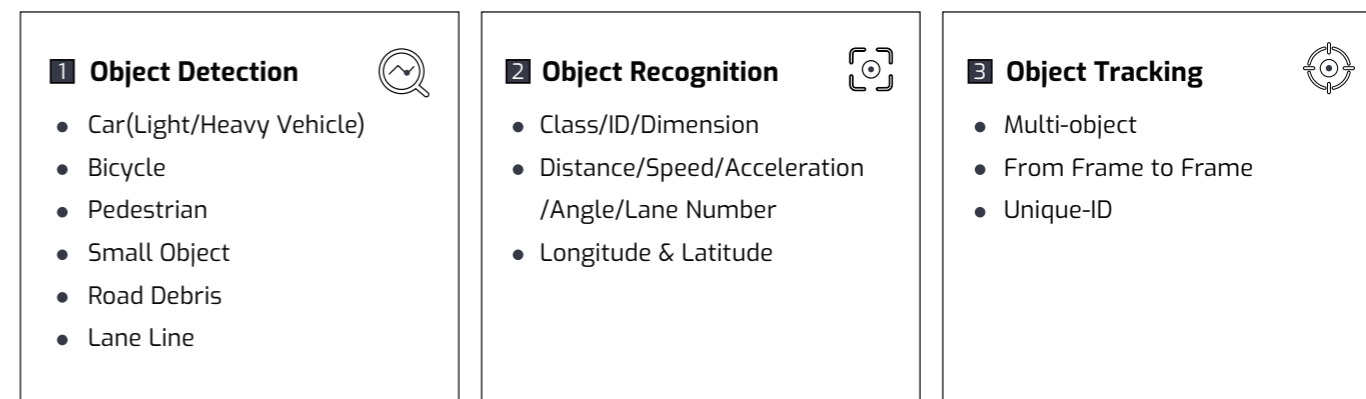 1 Object Detection
● Car(Light/Heavy Vehicle)
● Bicycle
● Pedestrian
● Small Object
● Road Debris
● Lane Line
2 Object Recognition
● Class/ID/Dimension
● Distance/Speed/Acceleration
/Angle/Lane Number
● Longitude & Latitude
3 Object Tracking
● Multi-object
● From Frame to Frame
● Unique-ID